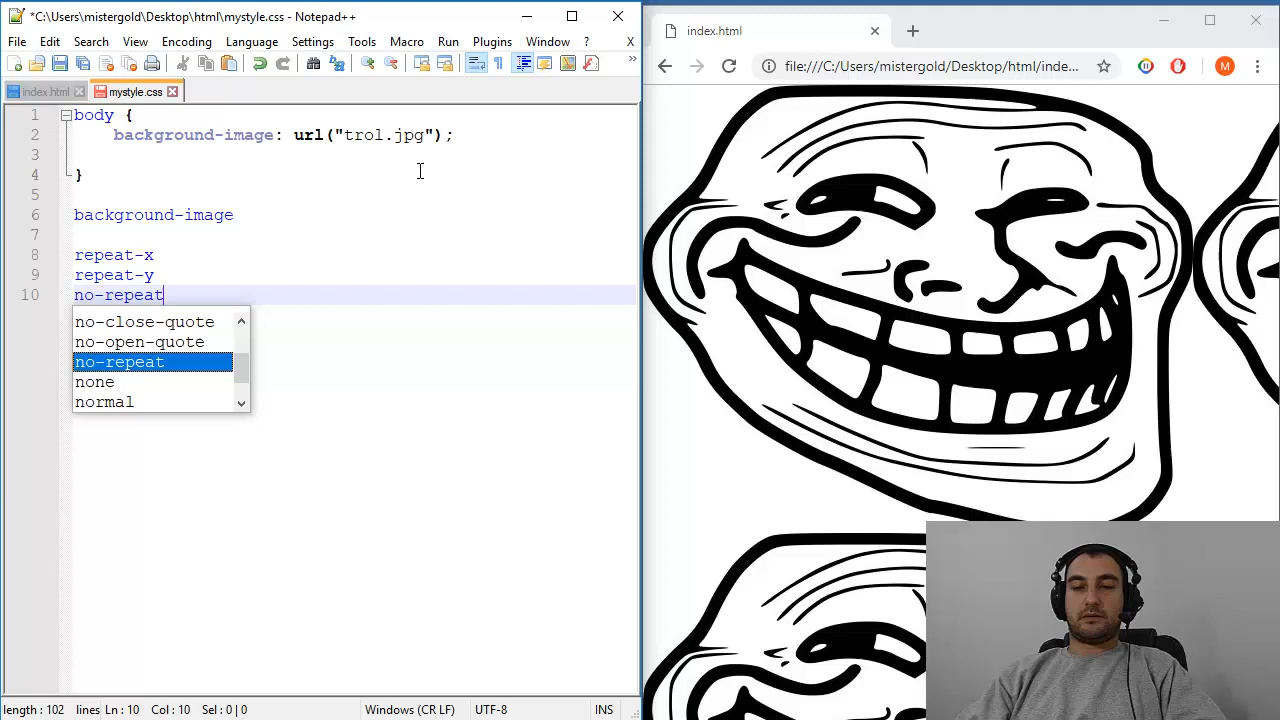 *C:\Users\mistergold\Desktop\html\mystyle.css - Notepad++
File Edit Search View Encoding Language Settings Tools Macro Run Plugins Window ? X
index.html mystyle.css
1 body {
2 background-image: url("trol.jpg");
3
4 }
5
6 background-image
7
8 repeat-x
9 repeat-y
10 no-repeat
no-close-quote
no-open-quote
no-repeat
none
normal
length : 102 lines Ln : 10 Col : 10 Sel : 0 | 0 Windows (CR LF) UTF-8 INS
index.html
file:///C:/Users/mistergold/Desktop/html/inde...
M